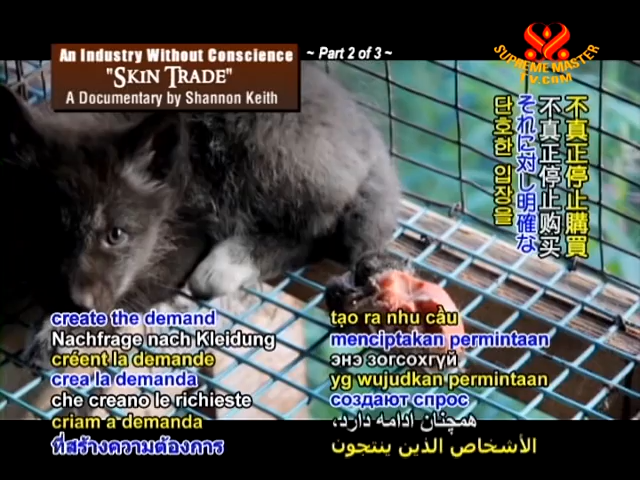 An Industry Without Conscience
"SKIN TRADE"
A Documentary by Shannon Keith
~ Part 2 of 3 ~
SUPREME MASTER
TV.COM
不真正停止購買
不真正停止购买
それに対し明確な
단호한 입장을
create the demand
Nachfrage nach Kleidung
créent la demande
crea la demanda
che creano le richieste
criam a demanda
ที่สร้างความต้องการ
tạo ra nhu cầu
menciptakan permintaan
энэ зогсохгүй
yg wujudkan permintaan
создают спрос
همچنان ادامه دارد،
الأشخاص الذين ينتجون